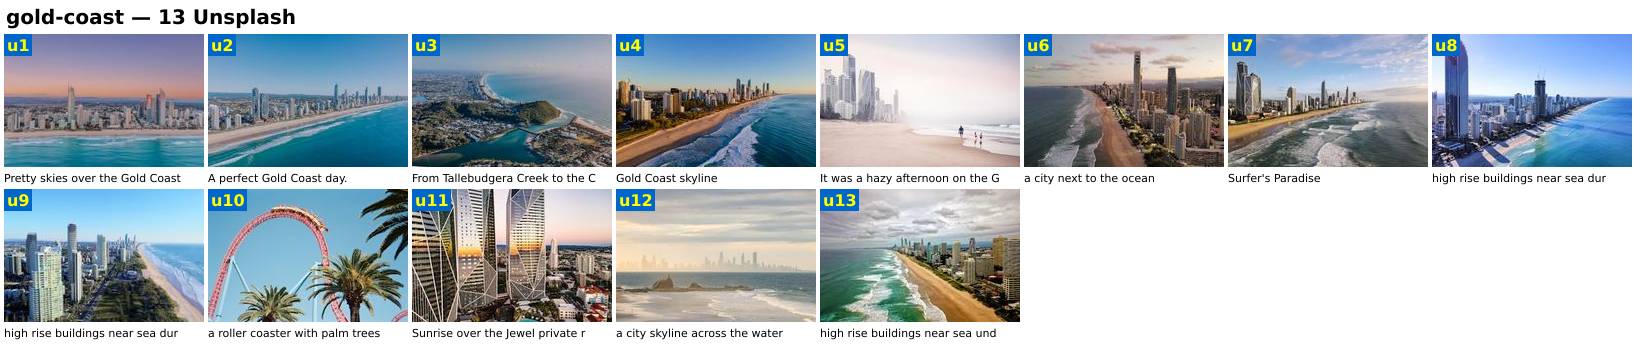 gold-coast — 13 Unsplash
u1 u2 u3 u4 u5 u6 u7 u8
Pretty skies over the Gold Coast
A perfect Gold Coast day.
From Tallebudgera Creek to the C
Gold Coast skyline
It was a hazy afternoon on the G
a city next to the ocean
Surfer's Paradise
high rise buildings near sea dur
u9 u10 u11 u12 u13
high rise buildings near sea dur
a roller coaster with palm trees
Sunrise over the Jewel private r
a city skyline across the water
high rise buildings near sea und